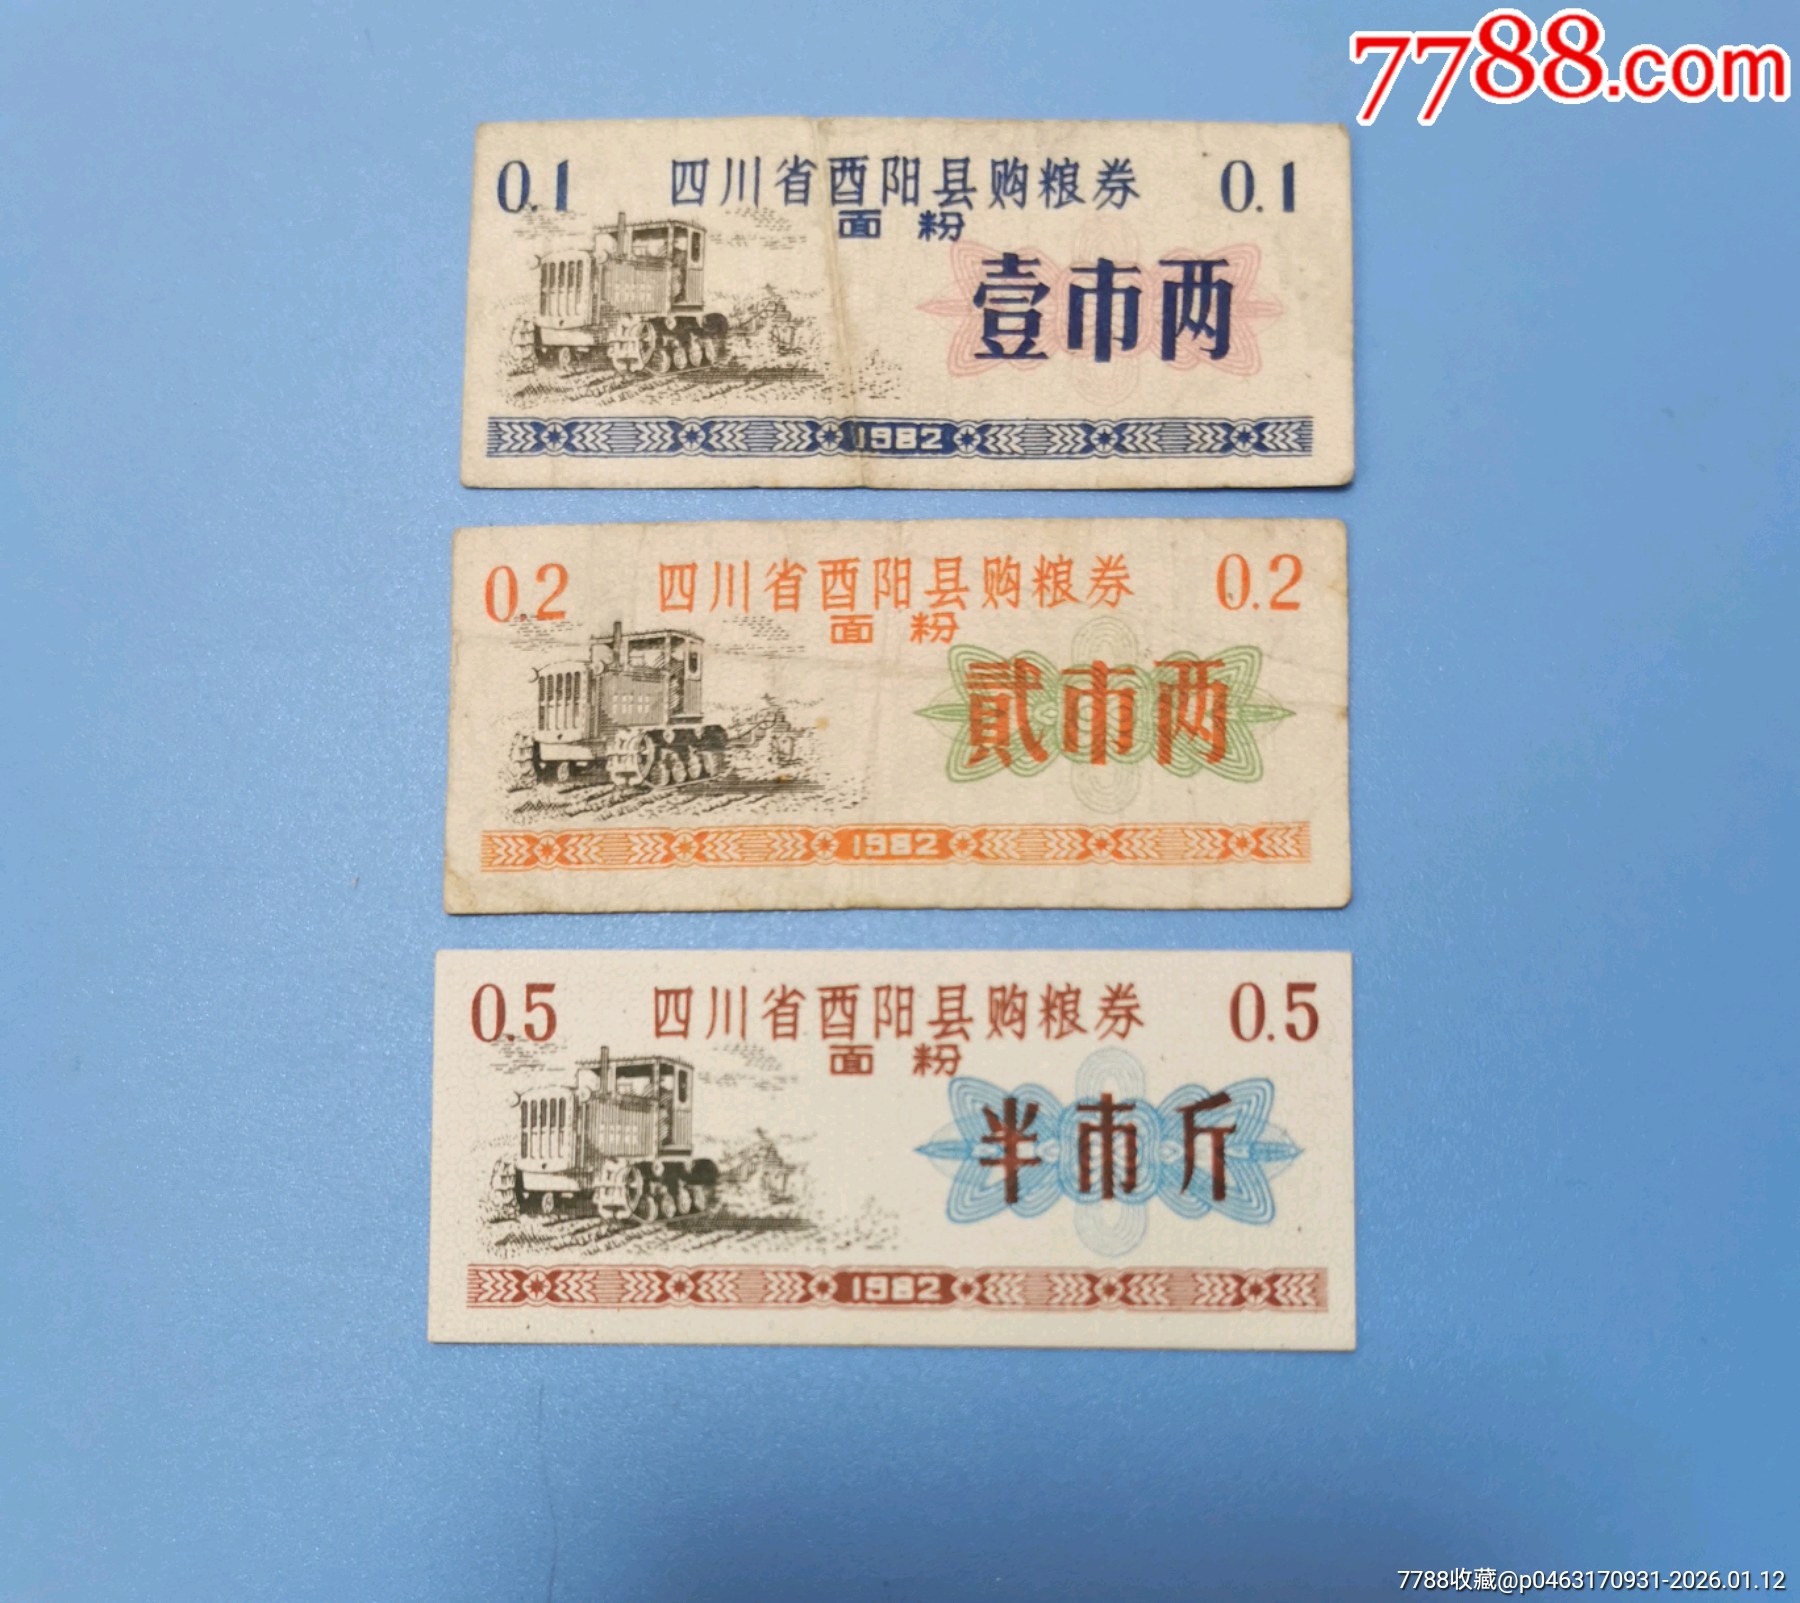 7788.com
0.1 四川省酉阳县购粮券 0.1
面粉
壹市两
1982
0.2 四川省酉阳县购粮券 0.2
面粉
贰市两
1982
0.5 四川省酉阳县购粮券 0.5
面粉
半市斤
1982
7788收藏@p0463170931-2026.01.12